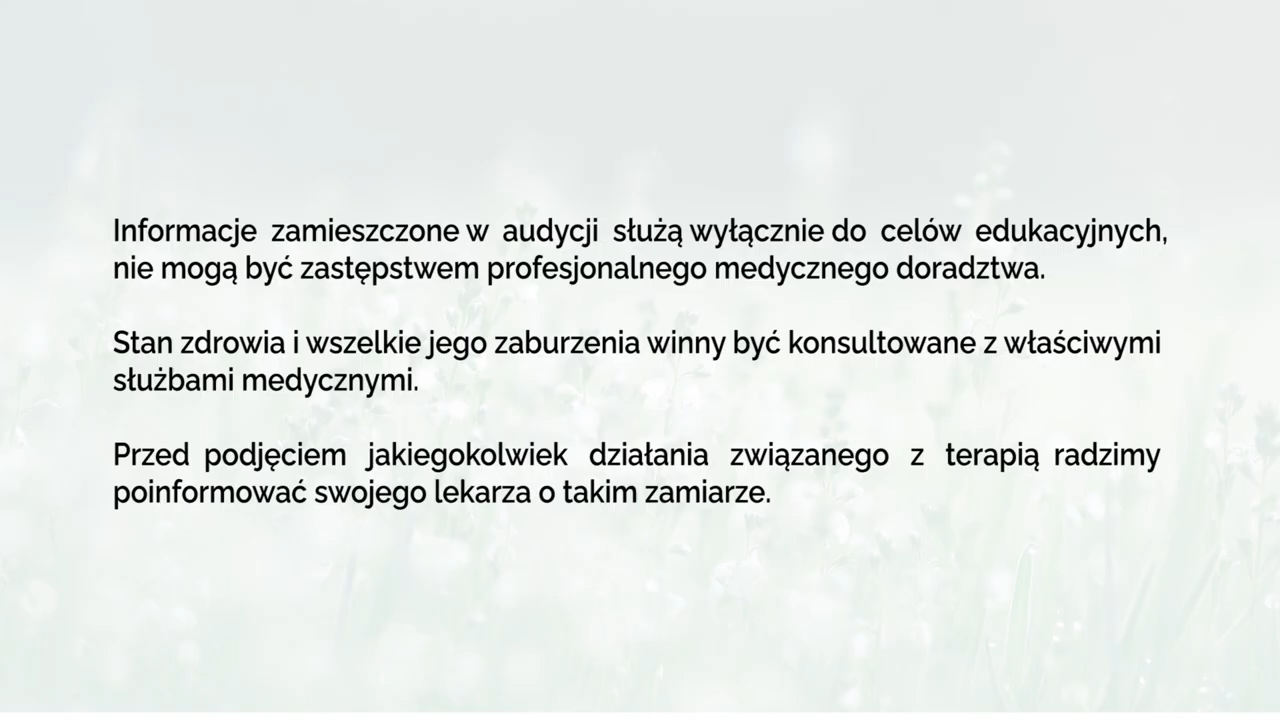 Informacje zamieszczone w audycji służą wyłącznie do celów edukacyjnych,
nie mogą być zastępstwem profesjonalnego medycznego doradztwa.
Stan zdrowia i wszelkie jego zaburzenia winny być konsultowane z właściwymi
służbami medycznymi.
Przed podjęciem jakiegokolwiek działania związanego z terapią radzimy
poinformować swojego lekarza o takim zamiarze.